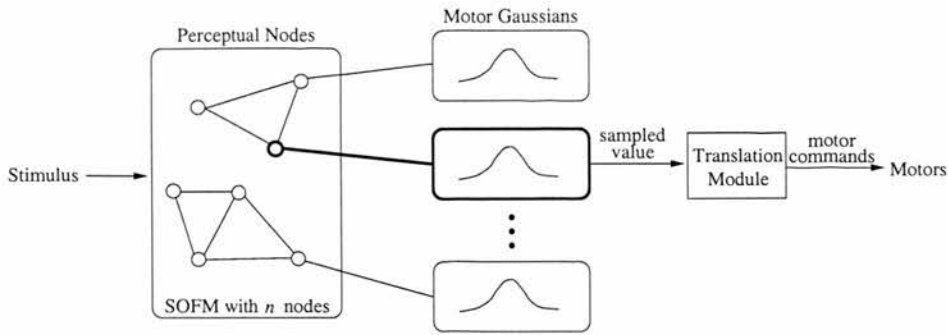 Motor Gaussians
Perceptual Nodes
Stimulus
sampled
value
Translation
Module
motor
commands
Motors
SOFM with n nodes